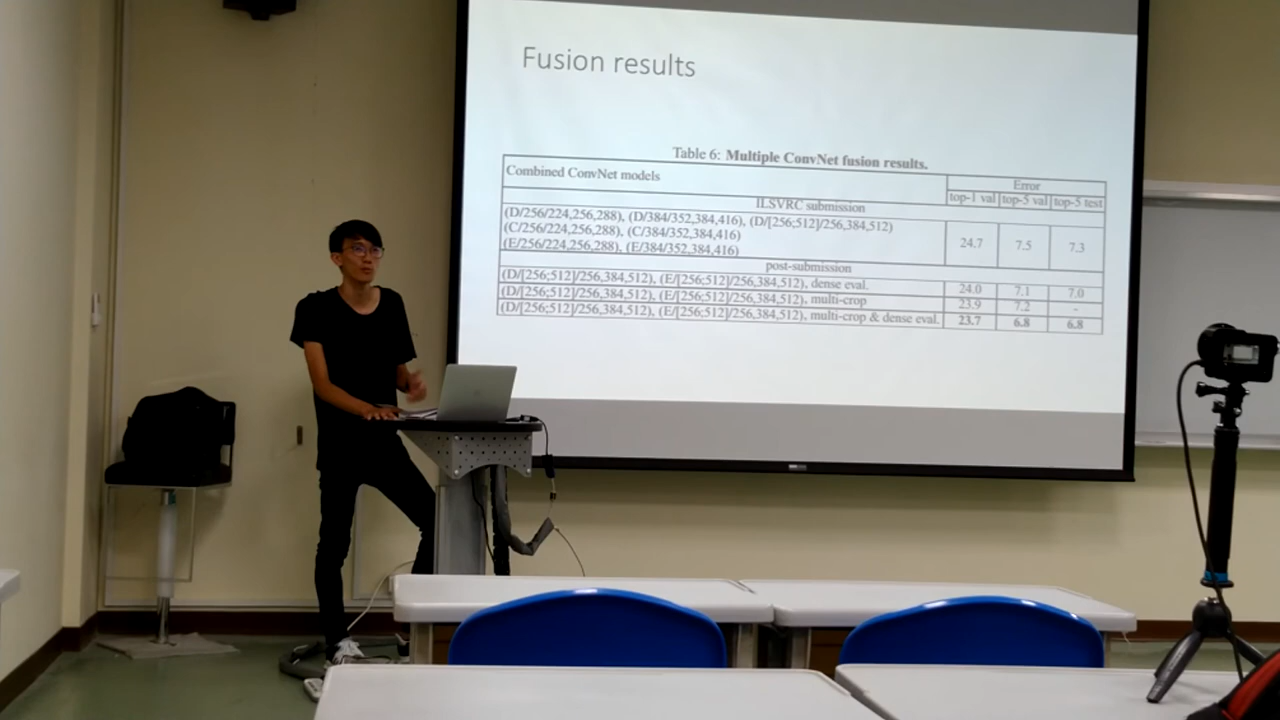 Fusion results
Table 6: Multiple ConvNet fusion results.
Combined ConvNet models
Error
top-1 val top-5 val top-5 test
ILSVRC submission
(D/256/224,256,288), (D/384/352,384,416), (D/[256;512]/256,384,512)
(C/256/224,256,288), (C/384/352,384,416)
(E/256/224,256,288), (E/384/352,384,416)
24.7 7.5 7.3
post-submission
(D/[256;512]/256,384,512), (E/[256;512]/256,384,512), dense eval. 24.0 7.1 7.0
(D/[256;512]/256,384,512), (E/[256;512]/256,384,512), multi-crop 23.9 7.2 -
(D/[256;512]/256,384,512), (E/[256;512]/256,384,512), multi-crop & dense eval. 23.7 6.8 6.8